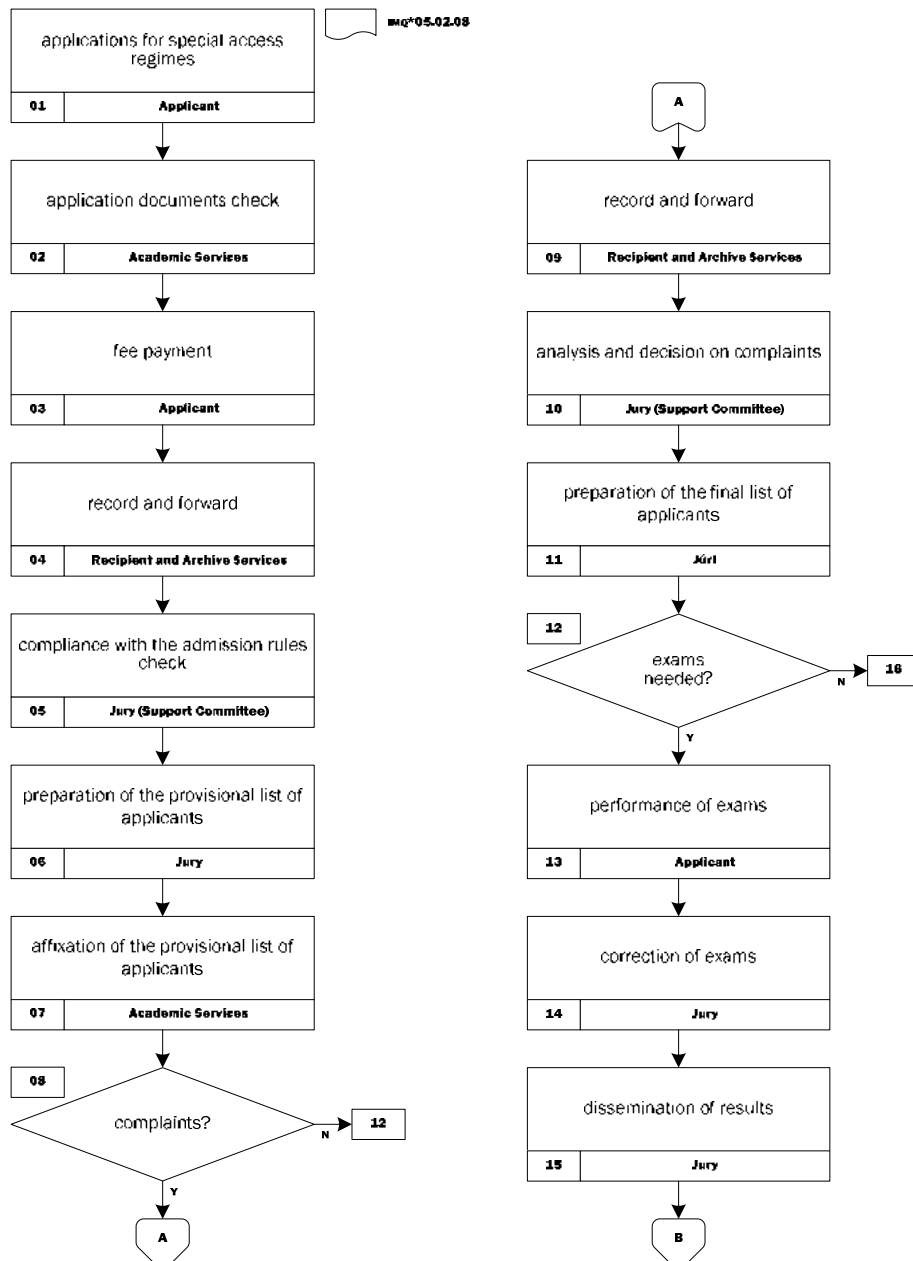 applications for special access
regimes
01 Applicant
IMQ*05-02-08
application documents check
02 Academic Services
fee payment
03 Applicant
record and forward
04 Recipient and Archive Services
compliance with the admission rules
check
05 Jury (Support Committee)
preparation of the provisional list of
applicants
06 Jury
affixation of the provisional list of
applicants
07 Academic Services
08
complaints?
N
12
Y
A
A
record and forward
09 Recipient and Archive Services
analysis and decision on complaints
10 Jury (Support Committee)
preparation of the final list of
applicants
11 Júri
12
exams
needed?
N
16
Y
performance of exams
13 Applicant
correction of exams
14 Jury
dissemination of results
15 Jury
B